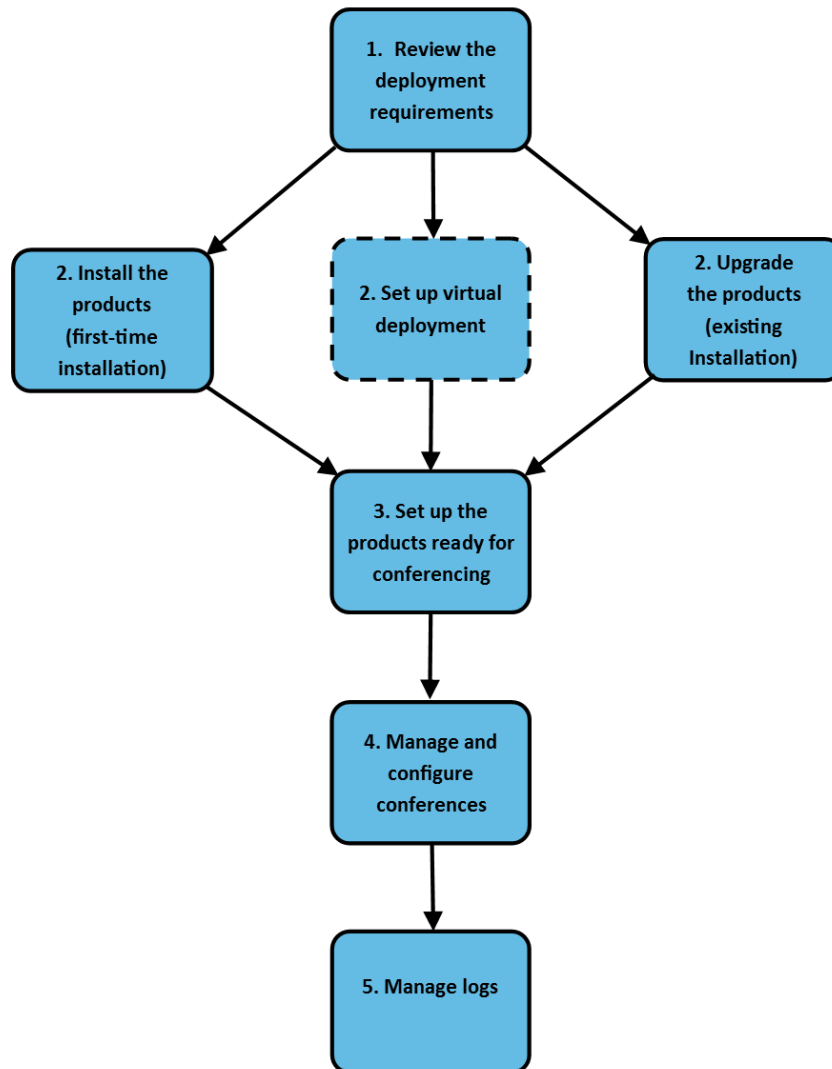 1. Review the
deployment
requirements
2. Install the
products
(first-time
installation)
2. Set up virtual
deployment
2. Upgrade
the products
(existing
Installation)
3. Set up the
products ready for
conferencing
4. Manage and
configure
conferences
5. Manage logs